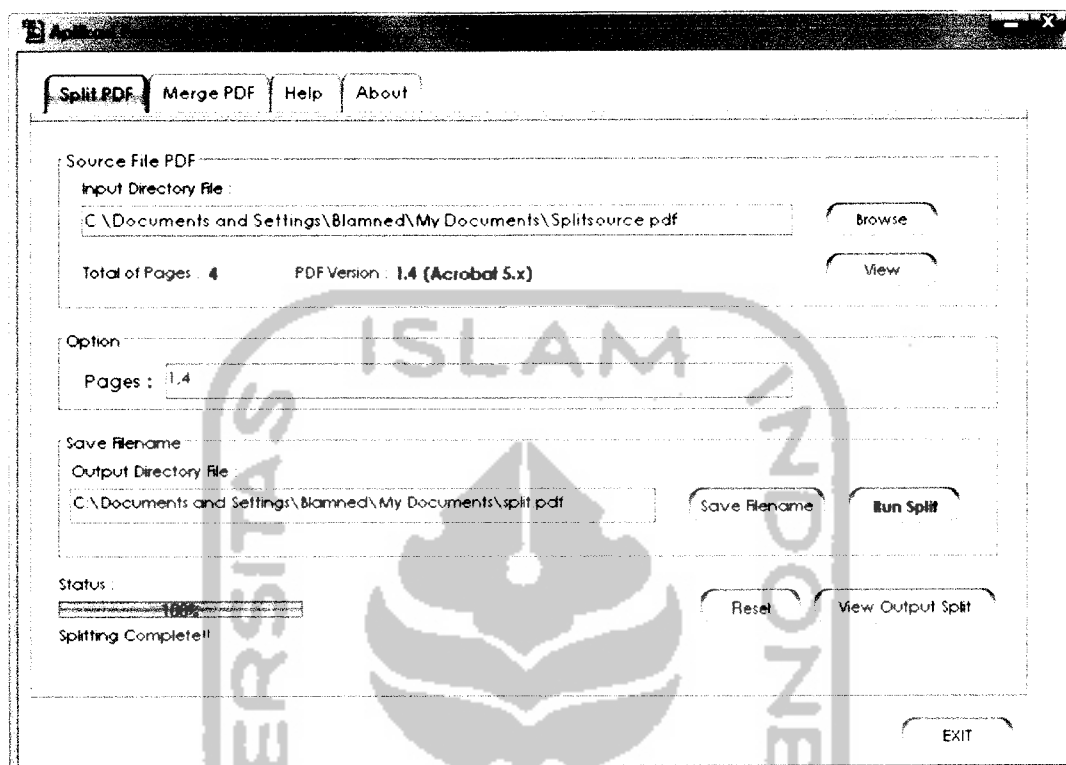 Split PDF Merge PDF Help About
Source File PDF
Input Directory File :
C:\Documents and Settings\Blamned\My Documents\Splitsource.pdf Browse
Total of Pages : 4 PDF Version : 1.4 (Acrobat 5.x) View
ISLAM
Option
Pages : 1,4
Save Filename
Output Directory File :
C:\Documents and Settings\Blamned\My Documents\split.pdf Save Filename Run Split
Status :
100% Reset View Output Split
Splitting Complete!!
EXIT